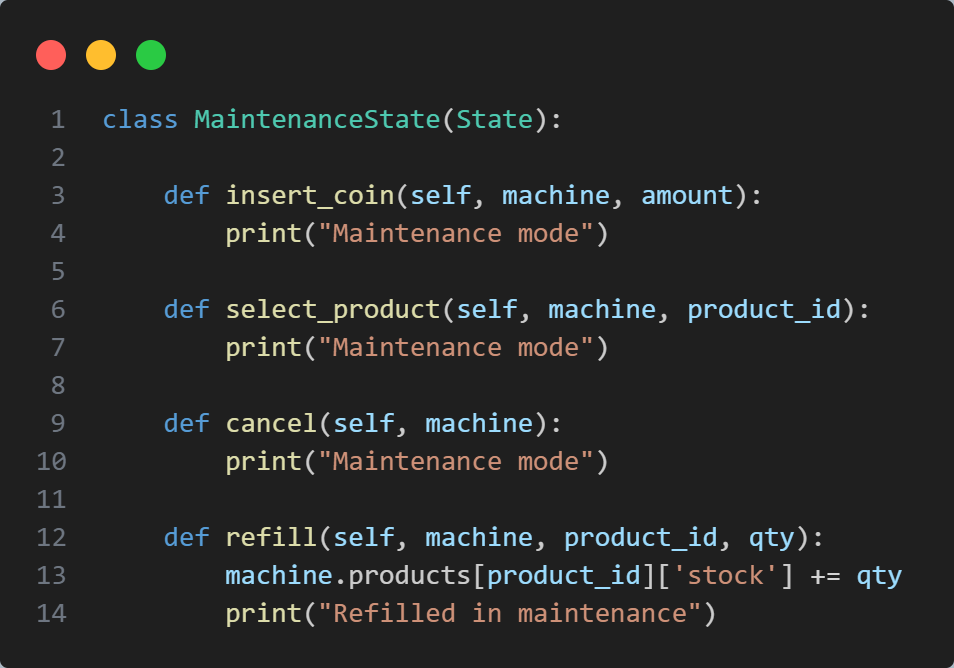 1 class MaintenanceState(State):
2
3     def insert_coin(self, machine, amount):
4         print("Maintenance mode")
5
6     def select_product(self, machine, product_id):
7         print("Maintenance mode")
8
9     def cancel(self, machine):
10         print("Maintenance mode")
11
12     def refill(self, machine, product_id, qty):
13         machine.products[product_id]['stock'] += qty
14         print("Refilled in maintenance")